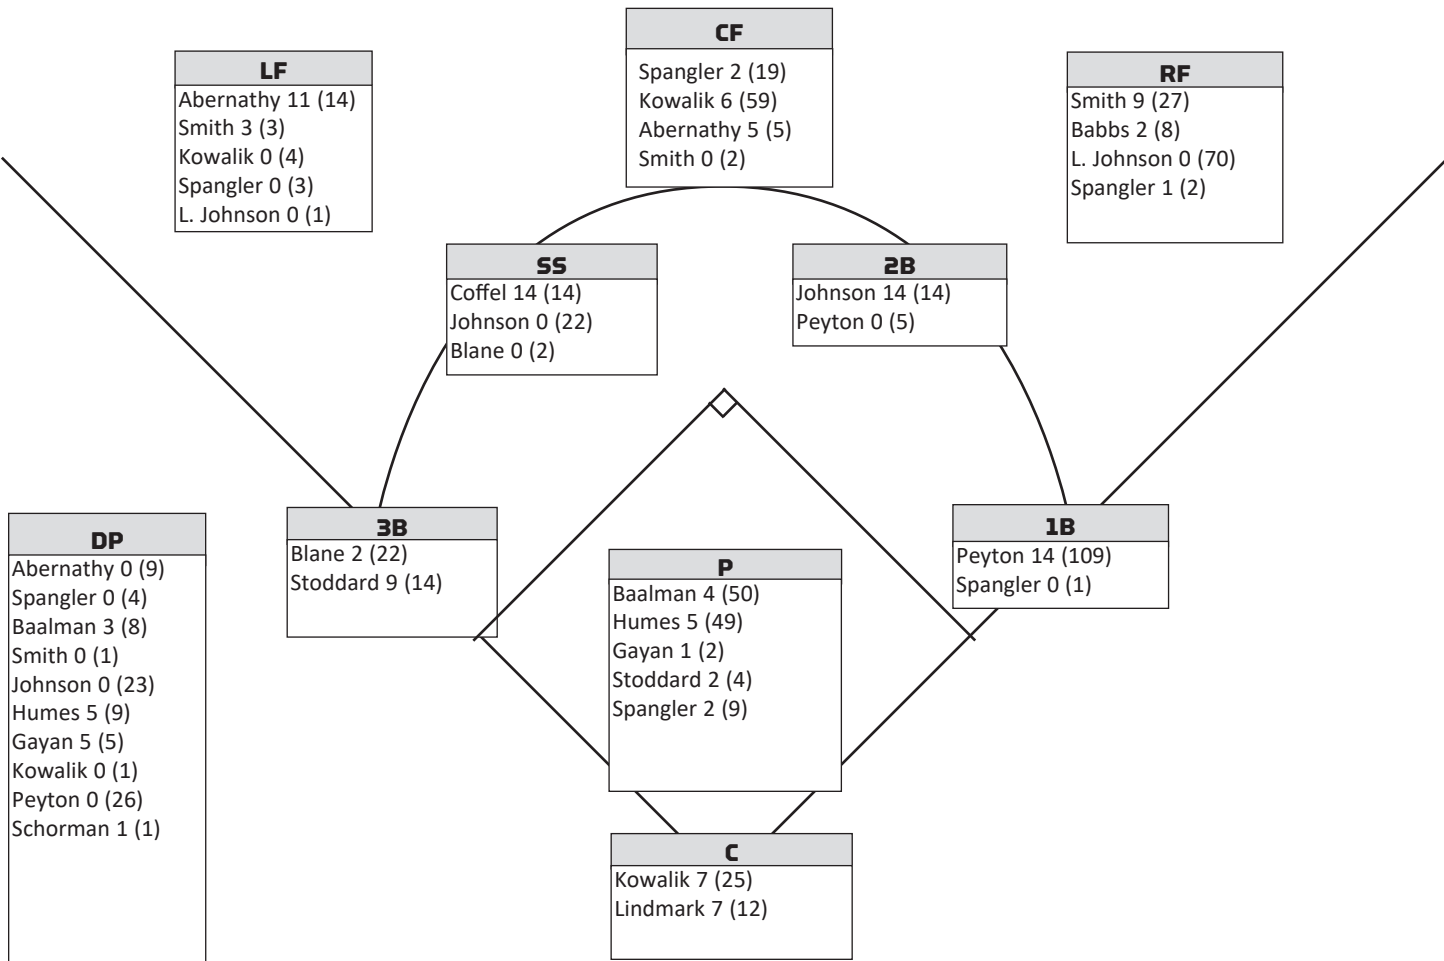 CF
Spangler 2 (19)
Kowalik 6 (59)
Abernathy 5 (5)
Smith 0 (2)
LF
Abernathy 11 (14)
Smith 3 (3)
Kowalik 0 (4)
Spangler 0 (3)
L. Johnson 0 (1)
RF
Smith 9 (27)
Babbs 2 (8)
L. Johnson 0 (70)
Spangler 1 (2)
SS
Coffel 14 (14)
Johnson 0 (22)
Blane 0 (2)
2B
Johnson 14 (14)
Peyton 0 (5)
3B
Blane 2 (22)
Stoddard 9 (14)
1B
Peyton 14 (109)
Spangler 0 (1)
DP
Abernathy 0 (9)
Spangler 0 (4)
Baalman 3 (8)
Smith 0 (1)
Johnson 0 (23)
Humes 5 (9)
Gayan 5 (5)
Kowalik 0 (1)
Peyton 0 (26)
Schorman 1 (1)
P
Baalman 4 (50)
Humes 5 (49)
Gayan 1 (2)
Stoddard 2 (4)
Spangler 2 (9)
C
Kowalik 7 (25)
Lindmark 7 (12)